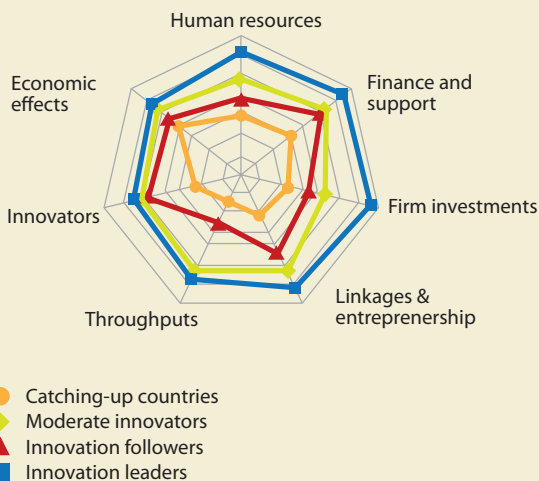 Human resources
Economic
effects
Finance and
support
Innovators
Firm investments
Throughputs
Linkages &
entreprenership
Catching-up countries
Moderate innovators
Innovation followers
Innovation leaders